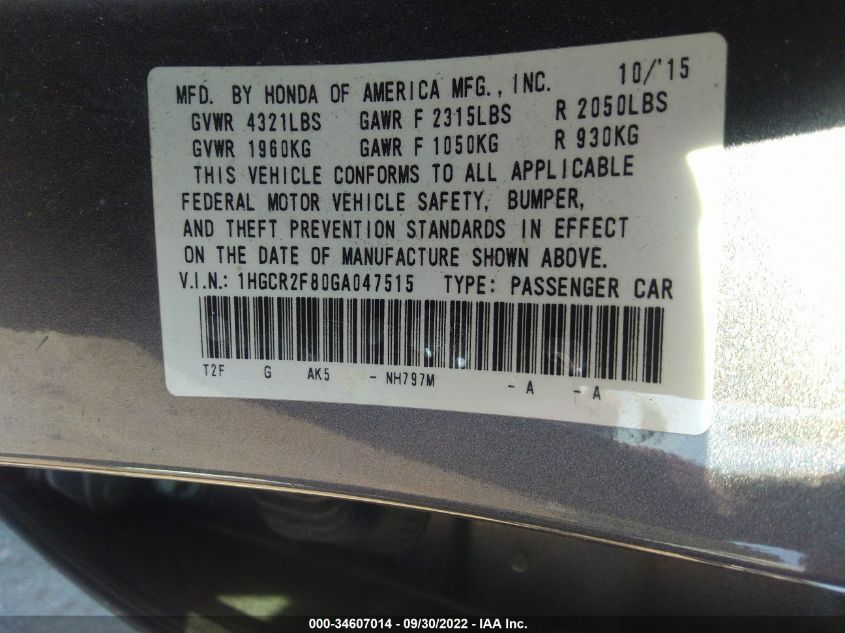 MFD. BY HONDA OF AMERICA MFG., INC. 10/'15
GVWR 4321LBS GAWR F 2315LBS R 2050LBS
GVWR 1960KG GAWR F 1050KG R 930KG
THIS VEHICLE CONFORMS TO ALL APPLICABLE
FEDERAL MOTOR VEHICLE SAFETY, BUMPER,
AND THEFT PREVENTION STANDARDS IN EFFECT
ON THE DATE OF MANUFACTURE SHOWN ABOVE.
V.I.N.: 1HGCR2F80GA047515 TYPE: PASSENGER CAR
T2F G AK5 - NH797M - A - A
000-34607014 - 09/30/2022 - IAA Inc.